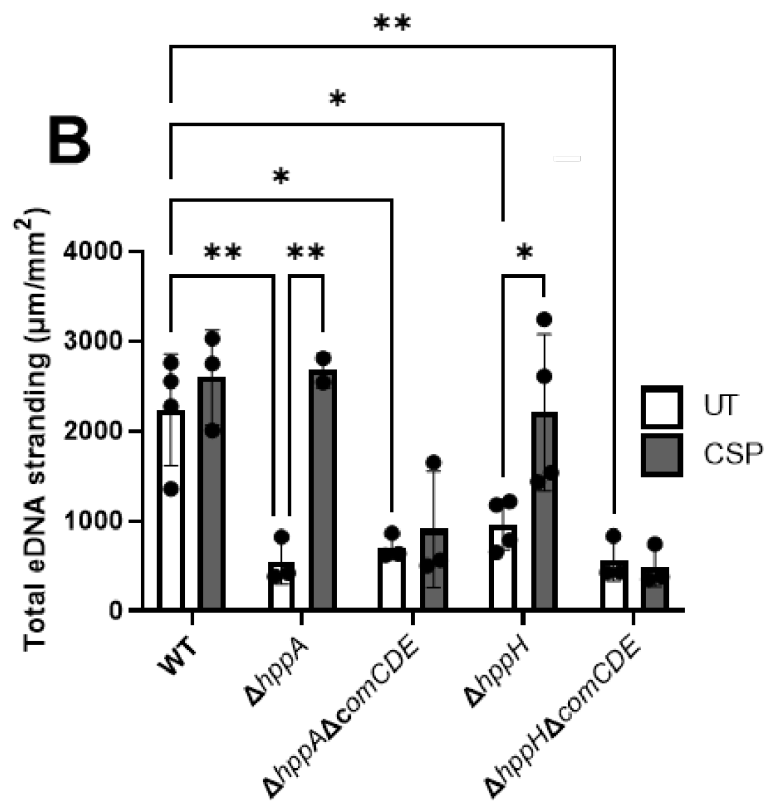 **
*
B
*
** ** *
4000
3000
2000
1000
0
Total eDNA stranding (µm/mm²)
UT
CSP
WT
ΔhppA
ΔhppAΔcomCDE
ΔhppH
ΔhppHΔcomCDE